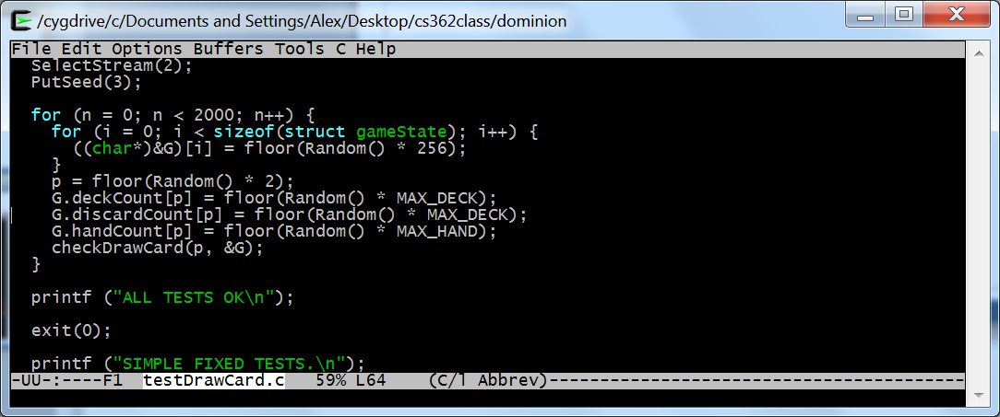 /cygdrive/c/Documents and Settings/Alex/Desktop/cs362class/dominion
File Edit Options Buffers Tools C Help
SelectStream(2);
PutSeed(3);
for (n = 0; n < 2000; n++) {
for (i = 0; i < sizeof(struct gameState); i++) {
((char*)&G)[i] = floor(Random() * 256);
}
p = floor(Random() * 2);
G.deckCount[p] = floor(Random() * MAX_DECK);
G.discardCount[p] = floor(Random() * MAX_DECK);
G.handCount[p] = floor(Random() * MAX_HAND);
checkDrawCard(p, &G);
}
printf ("ALL TESTS OK\n");
exit(0);
printf ("SIMPLE FIXED TESTS.\n");
-UU-:----F1  testDrawCard.c   59% L64    (C/l Abbrev)-----------------------------------------